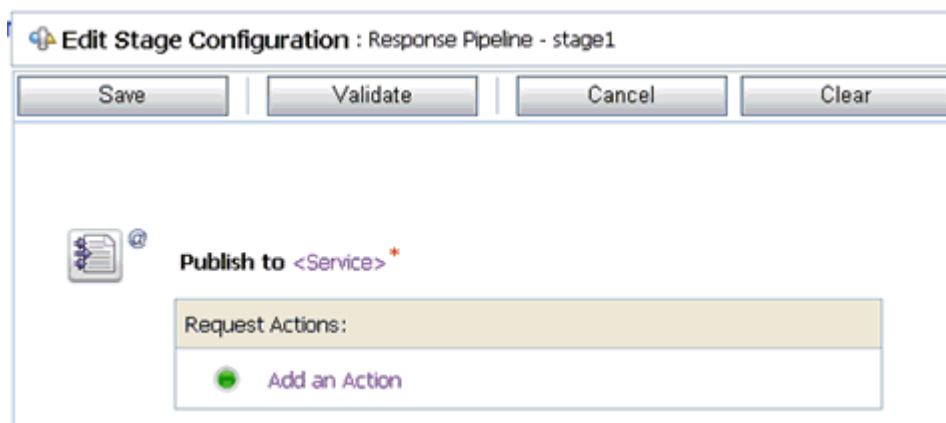 Edit Stage Configuration : Response Pipeline - stage1
Save Validate Cancel Clear
@
Publish to <Service>*
Request Actions:
Add an Action